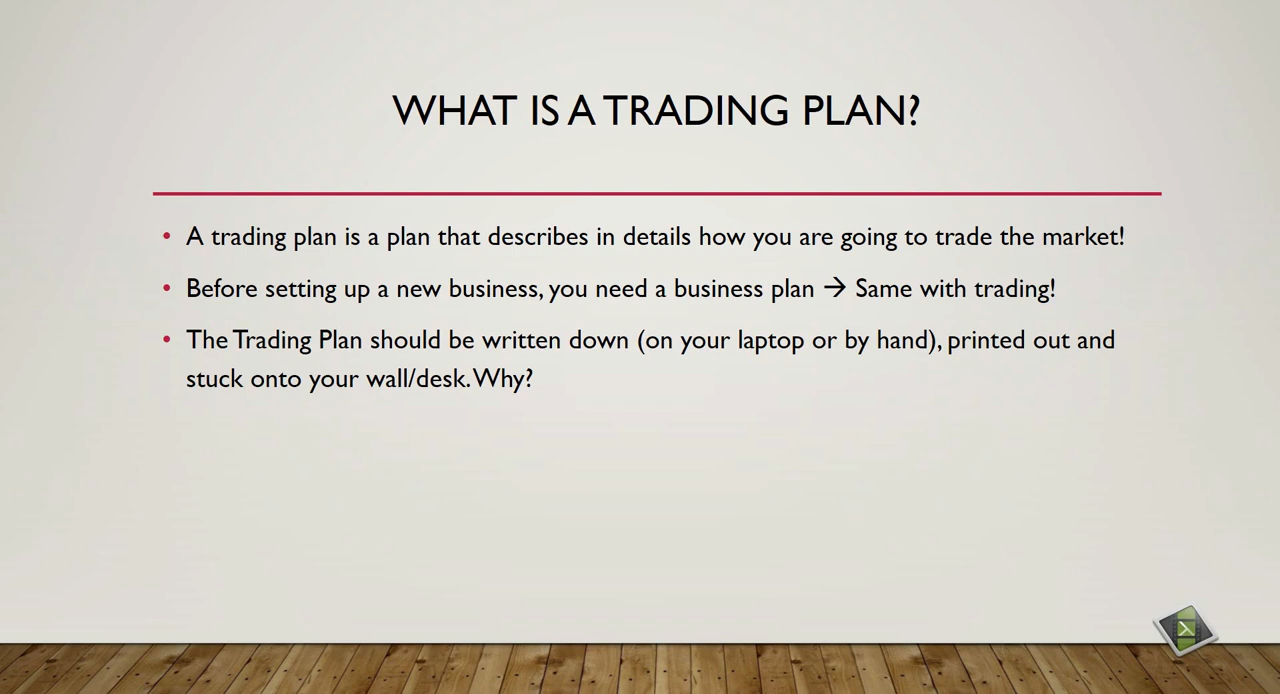 WHAT IS A TRADING PLAN?
• A trading plan is a plan that describes in details how you are going to trade the market!
• Before setting up a new business, you need a business plan → Same with trading!
• The Trading Plan should be written down (on your laptop or by hand), printed out and
stuck onto your wall/desk. Why?